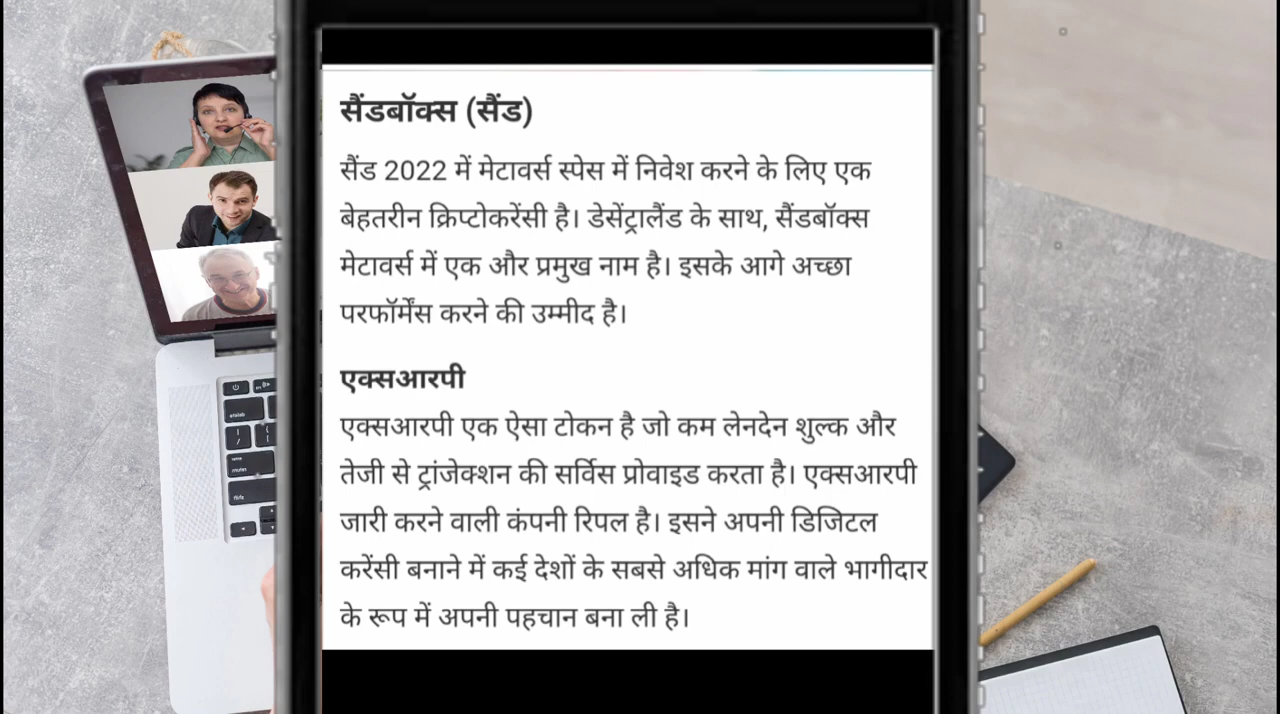 सैंडबॉक्स (सैंड)
सैंड 2022 में मेटावर्स स्पेस में निवेश करने के लिए एक
बेहतरीन क्रिप्टोकरेंसी है। डेसेंट्रालैंड के साथ, सैंडबॉक्स
मेटावर्स में एक और प्रमुख नाम है। इसके आगे अच्छा
परफॉर्मेंस करने की उम्मीद है।
एक्सआरपी
एक्सआरपी एक ऐसा टोकन है जो कम लेनदेन शुल्क और
तेजी से ट्रांजेक्शन की सर्विस प्रोवाइड करता है। एक्सआरपी
जारी करने वाली कंपनी रिपल है। इसने अपनी डिजिटल
करेंसी बनाने में कई देशों के सबसे अधिक मांग वाले भागीदार
के रूप में अपनी पहचान बना ली है।